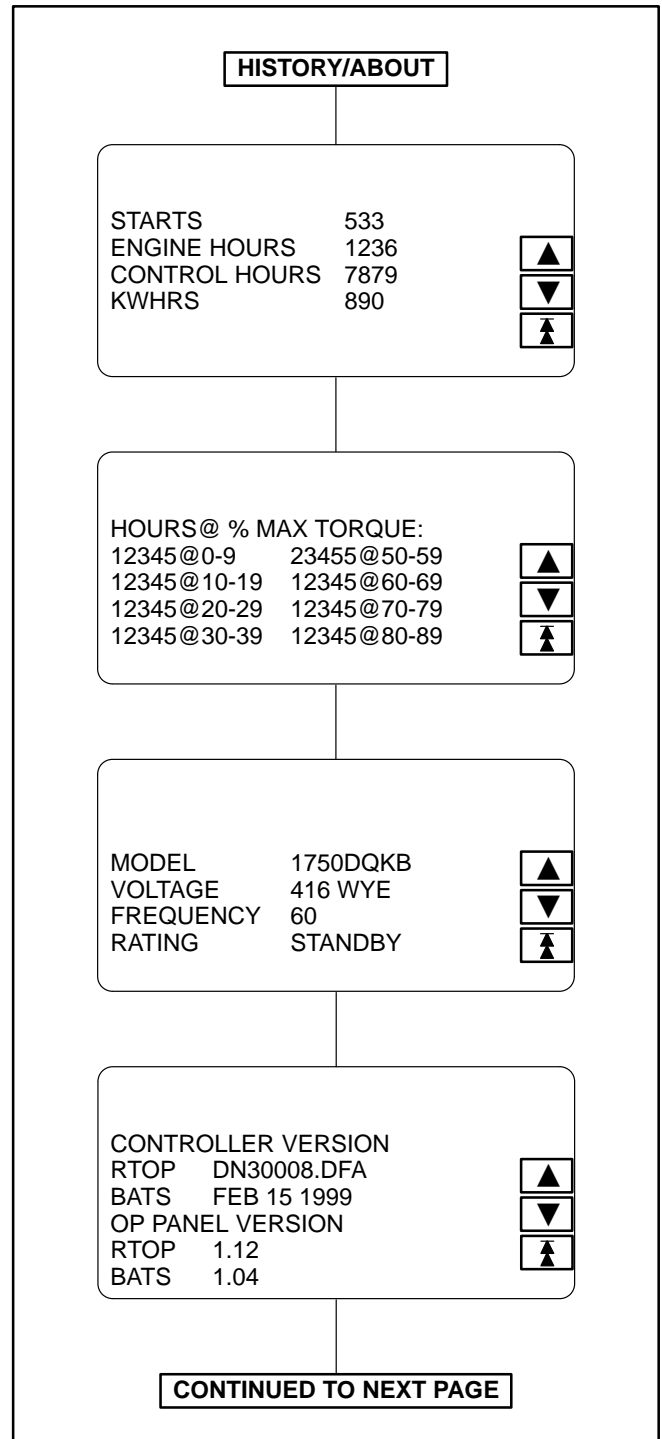 HISTORY/ABOUT
STARTS 533
ENGINE HOURS 1236
CONTROL HOURS 7879
KWHRS 890
HOURS@ % MAX TORQUE:
12345@0-9 23455@50-59
12345@10-19 12345@60-69
12345@20-29 12345@70-79
12345@30-39 12345@80-89
MODEL 1750DQKB
VOLTAGE 416 WYE
FREQUENCY 60
RATING STANDBY
CONTROLLER VERSION
RTOP DN30008.DFA
BATS FEB 15 1999
OP PANEL VERSION
RTOP 1.12
BATS 1.04
CONTINUED TO NEXT PAGE